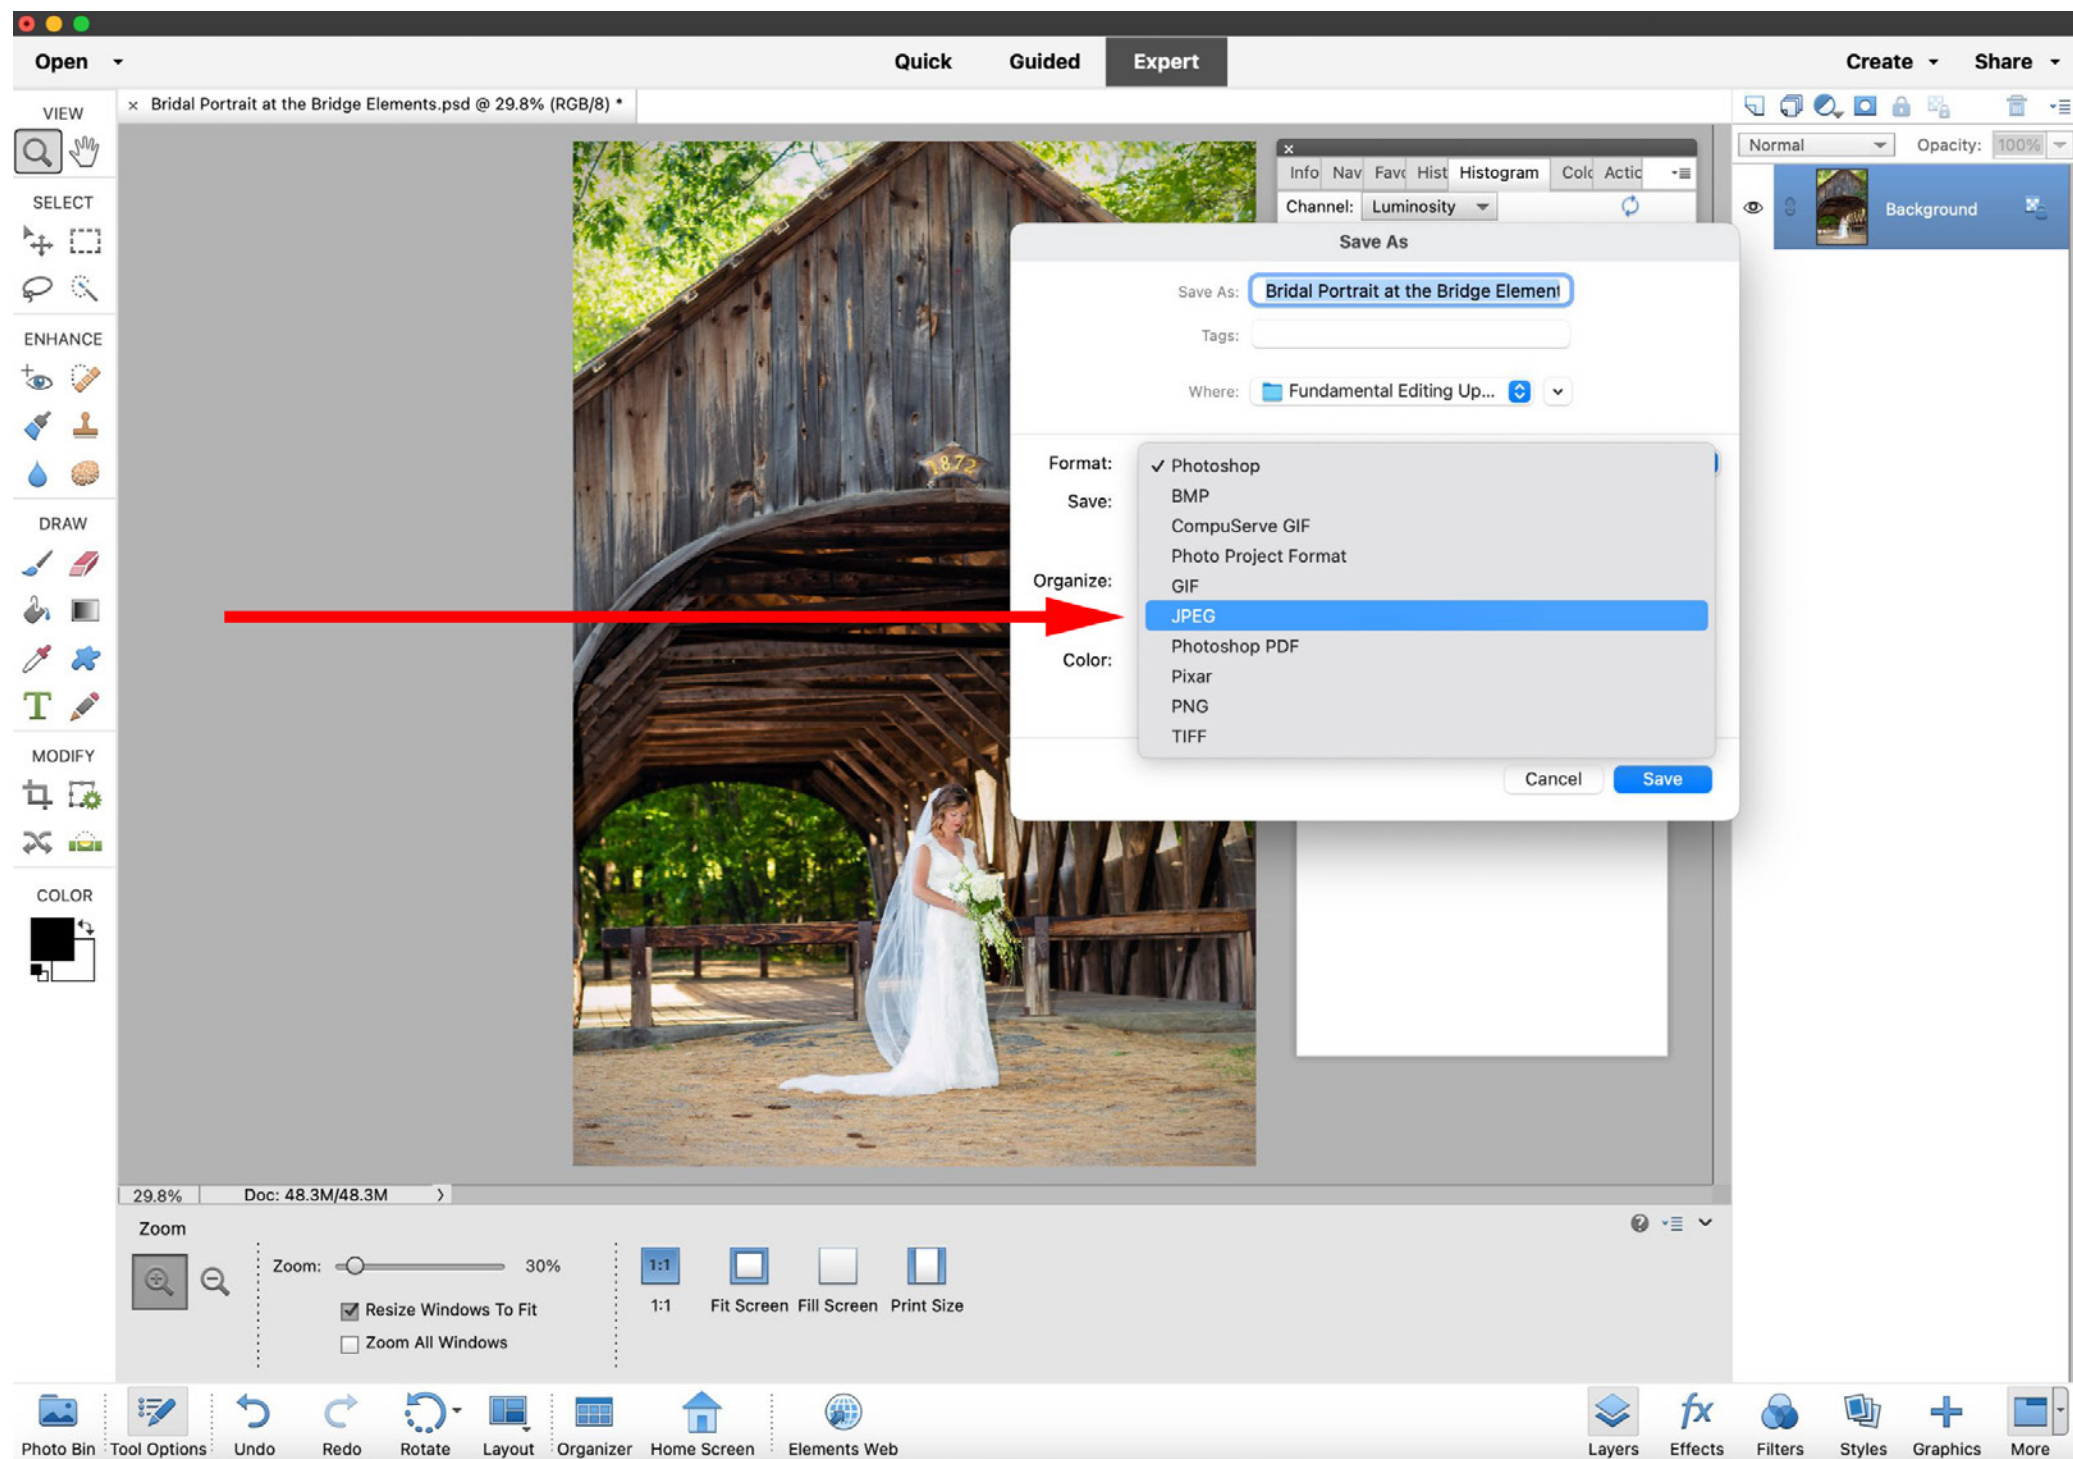 Open
Quick
Guided
Expert
Create
Share
VIEW
× Bridal Portrait at the Bridge Elements.psd @ 29.8% (RGB/8) *
Normal
Opacity: 100%
Info Nav Favo Hist Histogram Colo Actic
Channel: Luminosity
Background
SELECT
Save As
Save As: Bridal Portrait at the Bridge Element
Tags:
Where: Fundamental Editing Up...
ENHANCE
Format:
✓ Photoshop
Save:
BMP
CompuServe GIF
Photo Project Format
Organize:
GIF
JPEG
Color:
Photoshop PDF
Pixar
PNG
TIFF
Cancel
Save
1872
DRAW
T
MODIFY
COLOR
29.8%
Doc: 48.3M/48.3M >
Zoom
Zoom: 30%
Resize Windows To Fit
Zoom All Windows
1:1
1:1
Fit Screen
Fill Screen
Print Size
Photo Bin
Tool Options
Undo
Redo
Rotate
Layout
Organizer
Home Screen
Elements Web
Layers
fx
Effects
Filters
Styles
Graphics
More